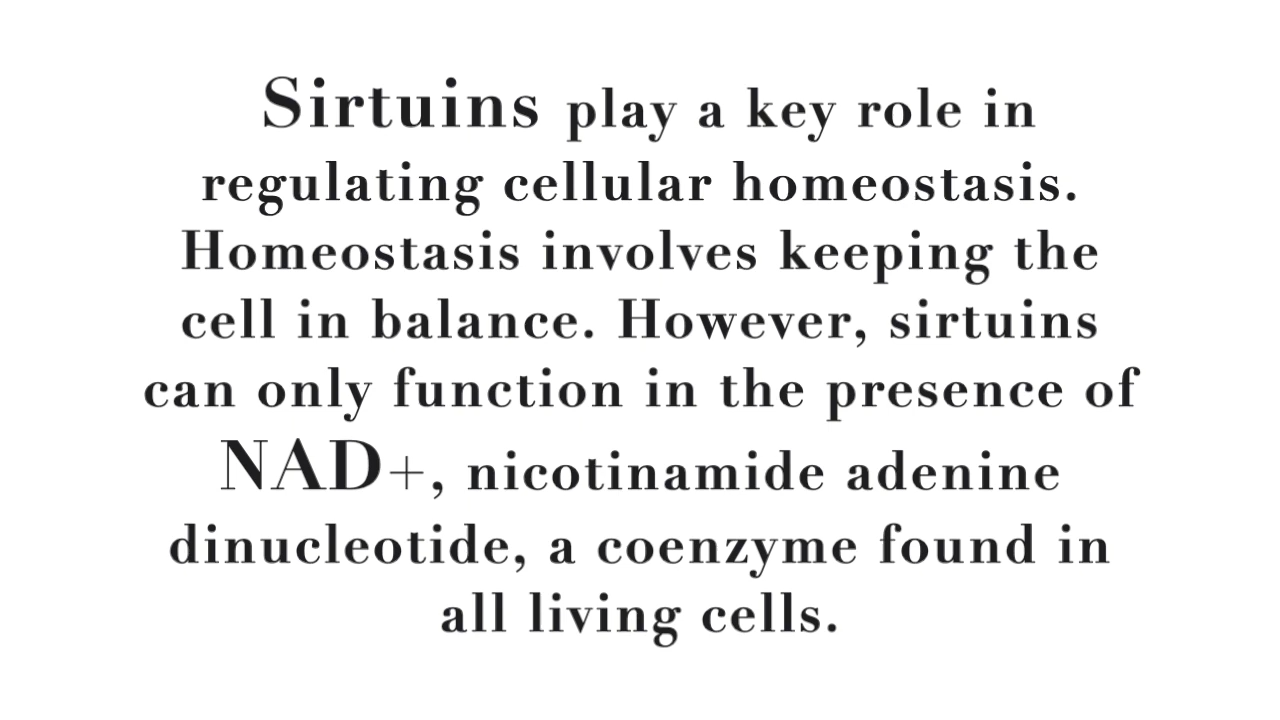 Sirtuins play a key role in
regulating cellular homeostasis.
Homeostasis involves keeping the
cell in balance. However, sirtuins
can only function in the presence of
NAD+, nicotinamide adenine
dinucleotide, a coenzyme found in
all living cells.